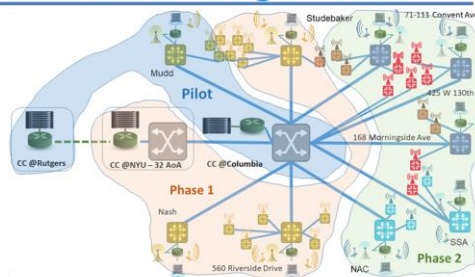 Studebaker
71-111 Convent Av
Mudd
Pilot
425 W 130th
CC @Rutgers
CC @NYU – 32 AoA
CC @Columbia
168 Morningside Ave
Phase 1
Nash
560 Riverside Drive
NAC
SSA
Phase 2